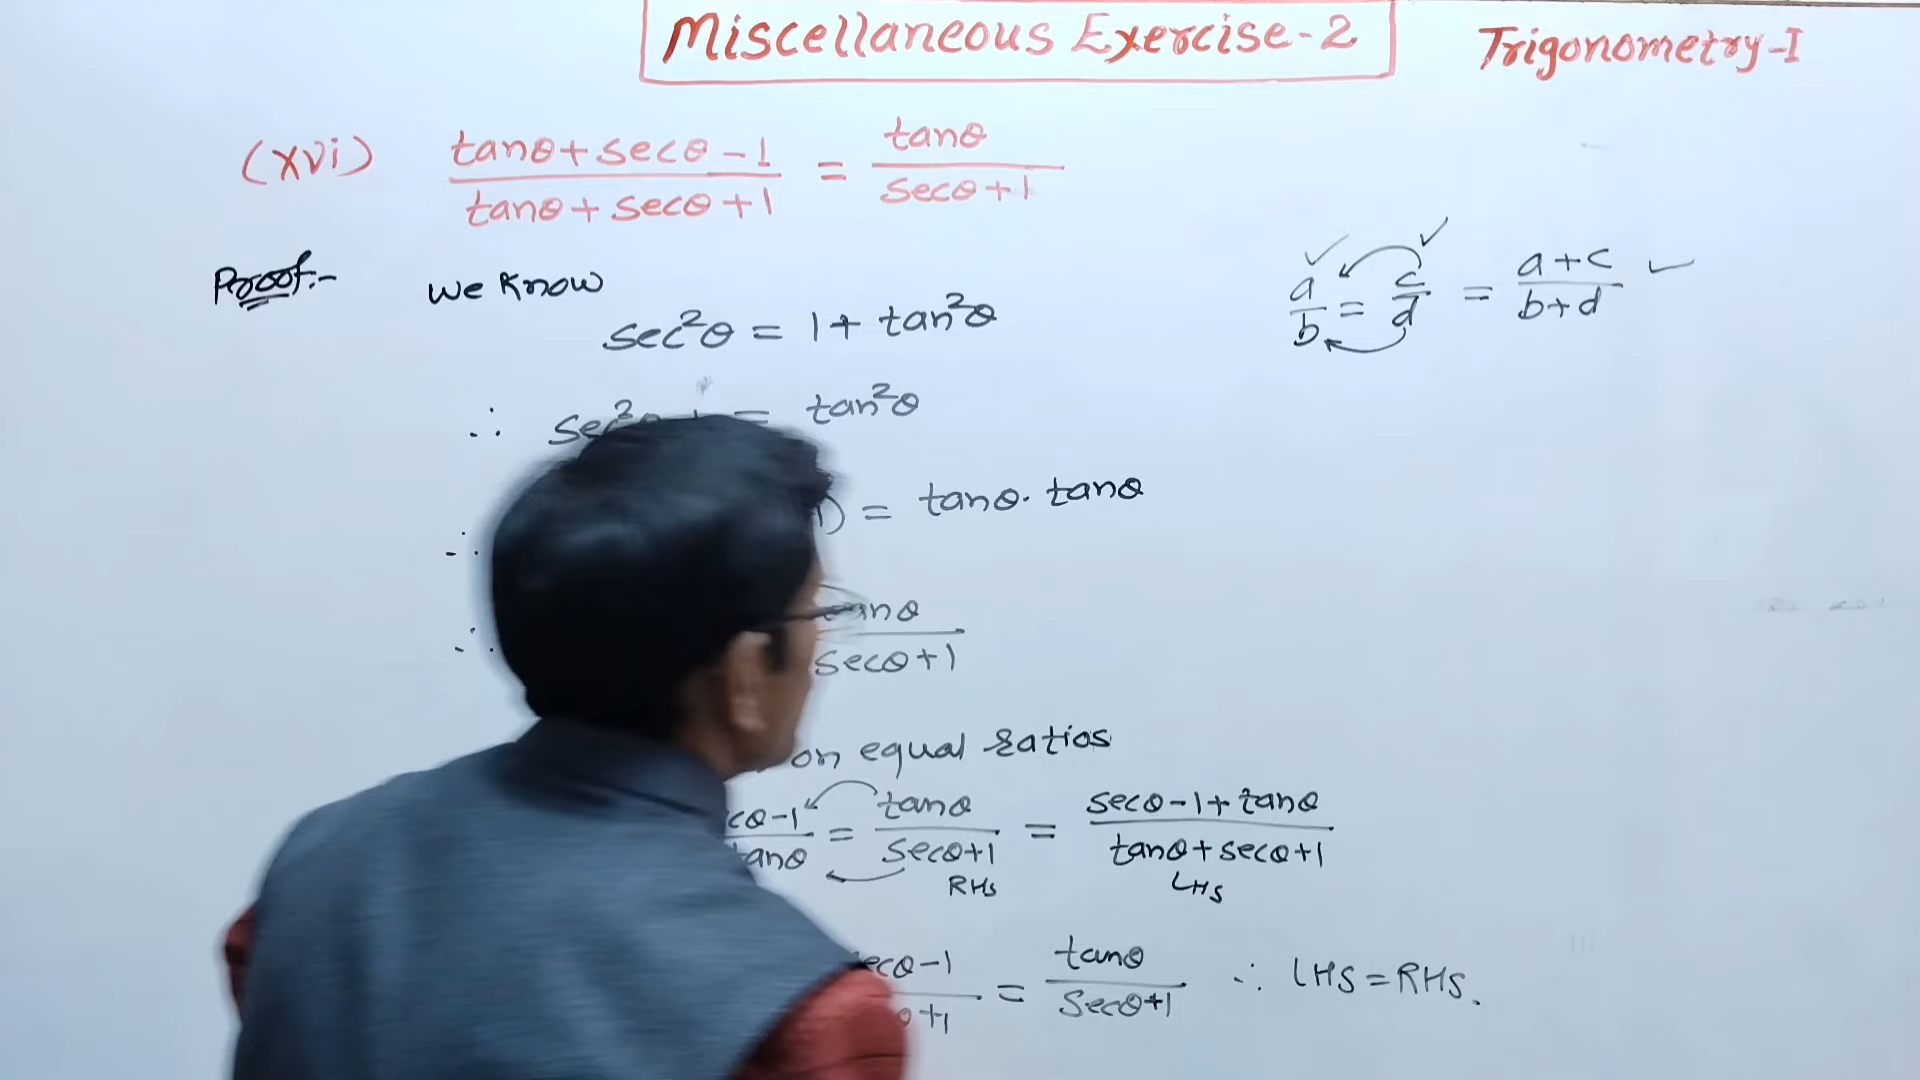 Miscellaneous Exercise-2
Trigonometry-I
(xvi) tanθ+secθ-1 / tanθ+secθ+1 = tanθ / secθ+1
Proof:- We Know
sec²θ = 1+ tan²θ
a/b = c/d = a+c / b+d ✓
∴ = tan²θ
∴ 1) = tanθ. tanθ
∴ tanθ / secθ+1
on equal ratios
cθ-1 / tanθ = tanθ / secθ+1 = secθ-1+tanθ / tanθ+secθ+1
RHS LHS
ecθ-1 / θ+1 = tanθ / secθ+1 ∴ LHS=RHS.